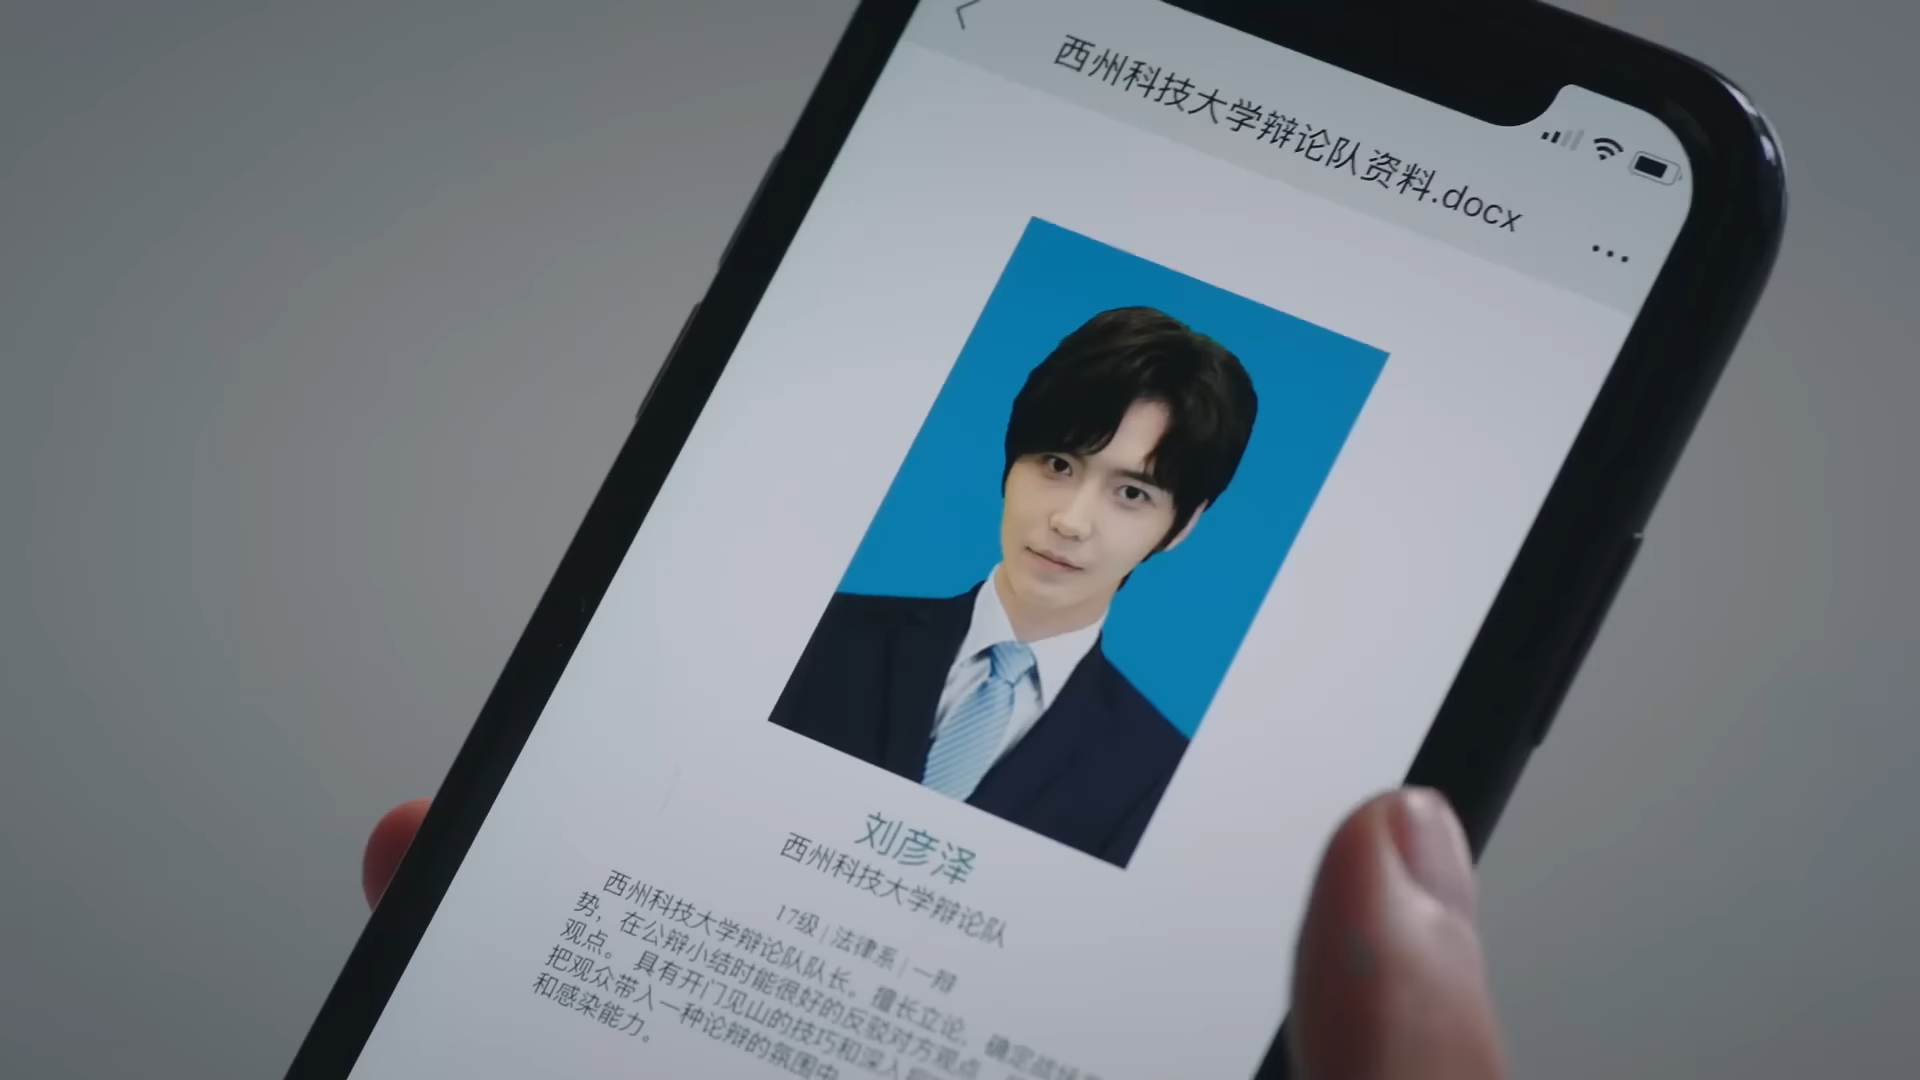 西州科技大学辩论队资料.docx
刘彦泽
西州科技大学辩论队
17级 | 法律系 | 一辩
西州科技大学辩论队队长。擅长立论,确定战场
势,在公辩小结时能很好的反驳对方观点
观点。具有开门见山的技巧和深入
把观众带入一种论辩的氛围中
和感染能力。